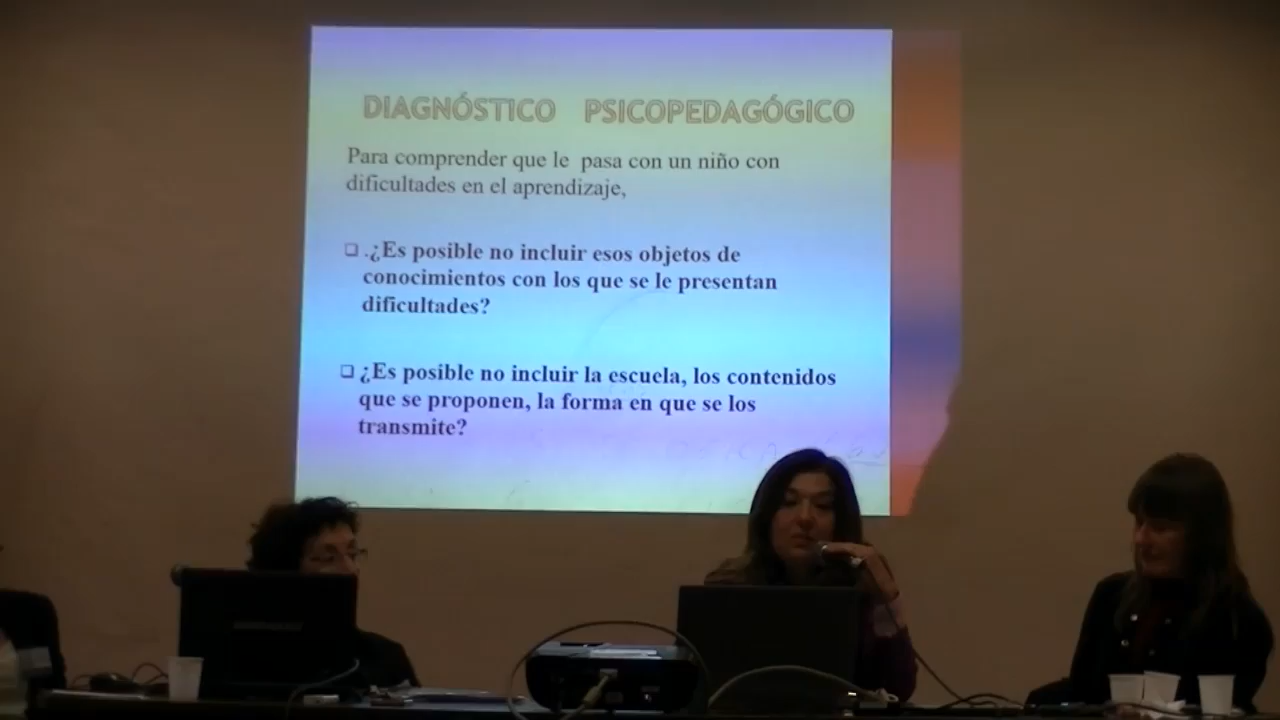 DIAGNÓSTICO PSICOPEDAGÓGICO
Para comprender que le pasa con un niño con
dificultades en el aprendizaje,
❑ .¿Es posible no incluir esos objetos de
conocimientos con los que se le presentan
dificultades?
❑ ¿Es posible no incluir la escuela, los contenidos
que se proponen, la forma en que se los
transmite?